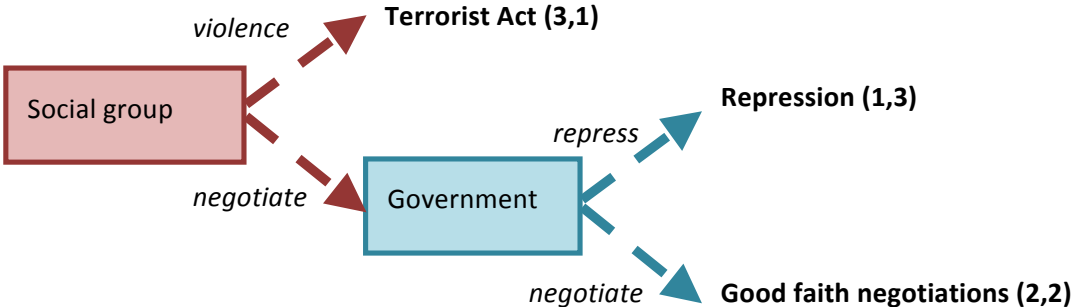 violence
Terrorist Act (3,1)
Social group
negotiate
Government
repress
Repression (1,3)
negotiate
Good faith negotiations (2,2)